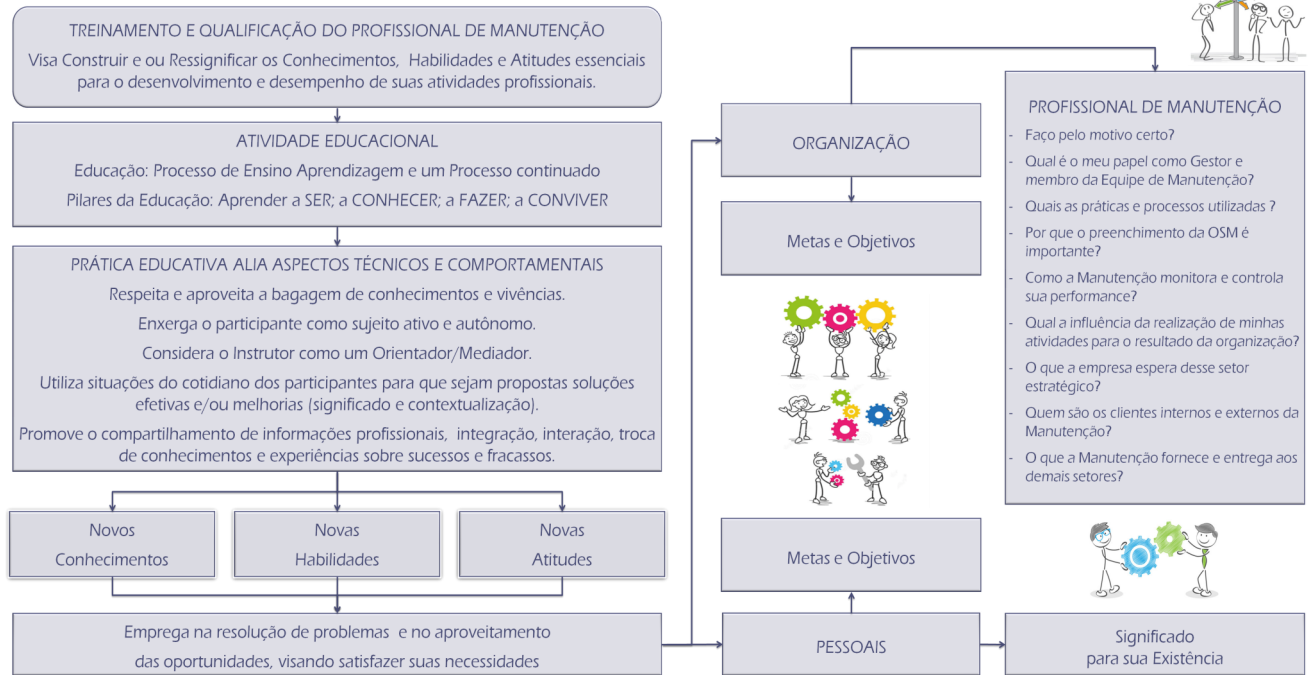 TREINAMENTO E QUALIFICAÇÃO DO PROFISSIONAL DE MANUTENÇÃO
Visa Construir e ou Ressignificar os Conhecimentos, Habilidades e Atitudes essenciais
para o desenvolvimento e desempenho de suas atividades profissionais.
ATIVIDADE EDUCACIONAL
Educação: Processo de Ensino Aprendizagem e um Processo continuado
Pilares da Educação: Aprender a SER; a CONHECER; a FAZER; a CONVIVER
PRÁTICA EDUCATIVA ALIA ASPECTOS TÉCNICOS E COMPORTAMENTAIS
Respeita e aproveita a bagagem de conhecimentos e vivências.
Enxerga o participante como sujeito ativo e autônomo.
Considera o Instrutor como um Orientador/Mediador.
Utiliza situações do cotidiano dos participantes para que sejam propostas soluções
efetivas e/ou melhorias (significado e contextualização).
Promove o compartilhamento de informações profissionais, integração, interação, troca
de conhecimentos e experiências sobre sucessos e fracassos.
Novos
Conhecimentos
Novas
Habilidades
Novas
Atitudes
Emprega na resolução de problemas e no aproveitamento
das oportunidades, visando satisfazer suas necessidades
ORGANIZAÇÃO
Metas e Objetivos
Metas e Objetivos
PESSOAIS
PROFISSIONAL DE MANUTENÇÃO
- Faço pelo motivo certo?
- Qual é o meu papel como Gestor e
membro da Equipe de Manutenção?
- Quais as práticas e processos utilizadas ?
- Por que o preenchimento da OSM é
importante?
- Como a Manutenção monitora e controla
sua performance?
- Qual a influência da realização de minhas
atividades para o resultado da organização?
- O que a empresa espera desse setor
estratégico?
- Quem são os clientes internos e externos da
Manutenção?
- O que a Manutenção fornece e entrega aos
demais setores?
Significado
para sua Existência